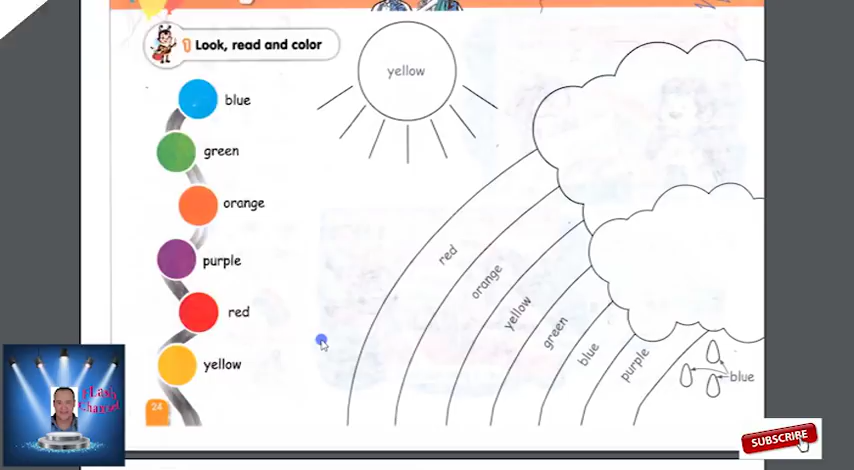 1 Look, read and color
blue
green
orange
purple
red
yellow
24
yellow
red
orange
yellow
green
blue
purple
blue
Flash
Channel
SUBSCRIBE